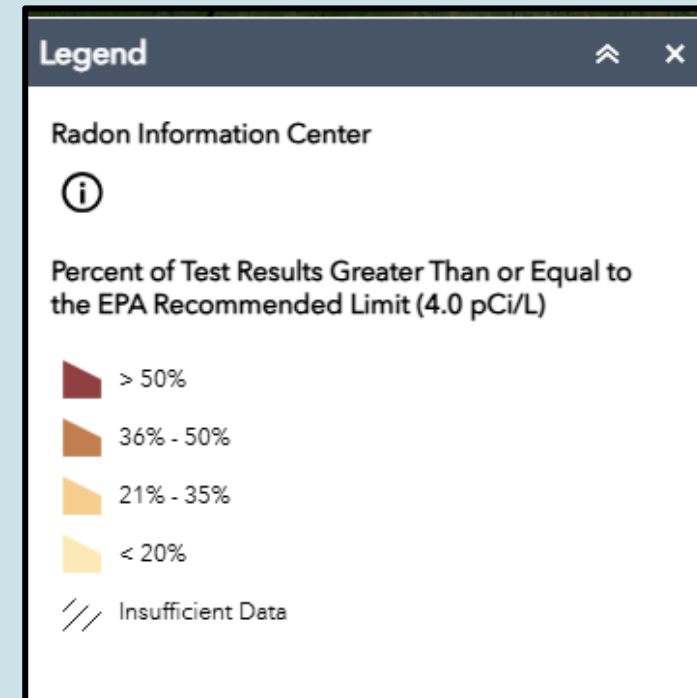 Legend
Radon Information Center
Percent of Test Results Greater Than or Equal to
the EPA Recommended Limit (4.0 pCi/L)
> 50%
36% - 50%
21% - 35%
< 20%
Insufficient Data